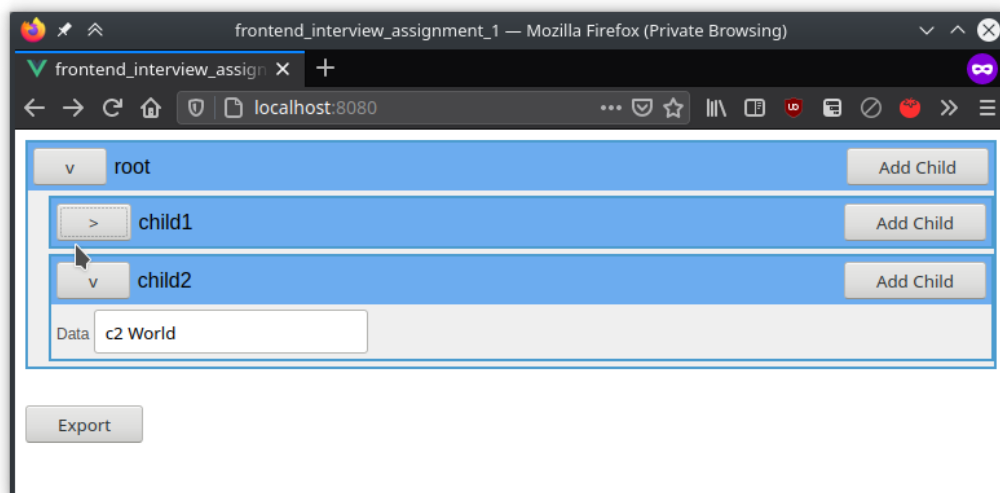 frontend_interview_assignment_1 — Mozilla Firefox (Private Browsing)
frontend_interview_assign
localhost:8080
v root Add Child
> child1 Add Child
v child2 Add Child
Data c2 World
Export